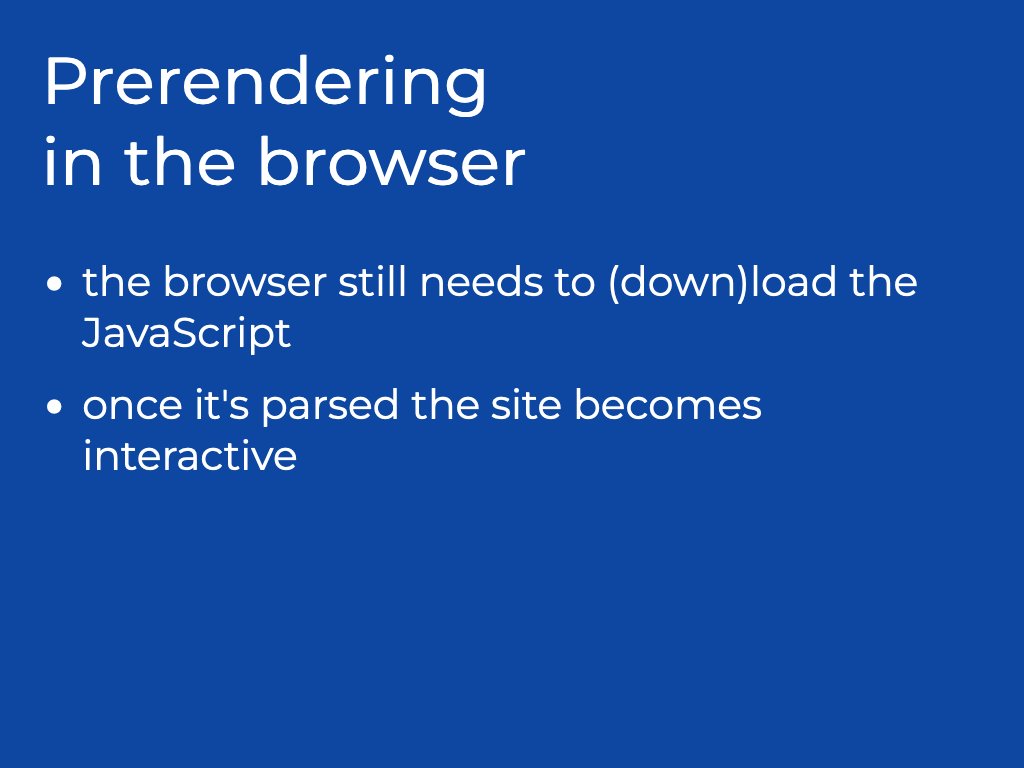 Prerendering
in the browser
• the browser still needs to (down)load the
JavaScript
• once it's parsed the site becomes
interactive